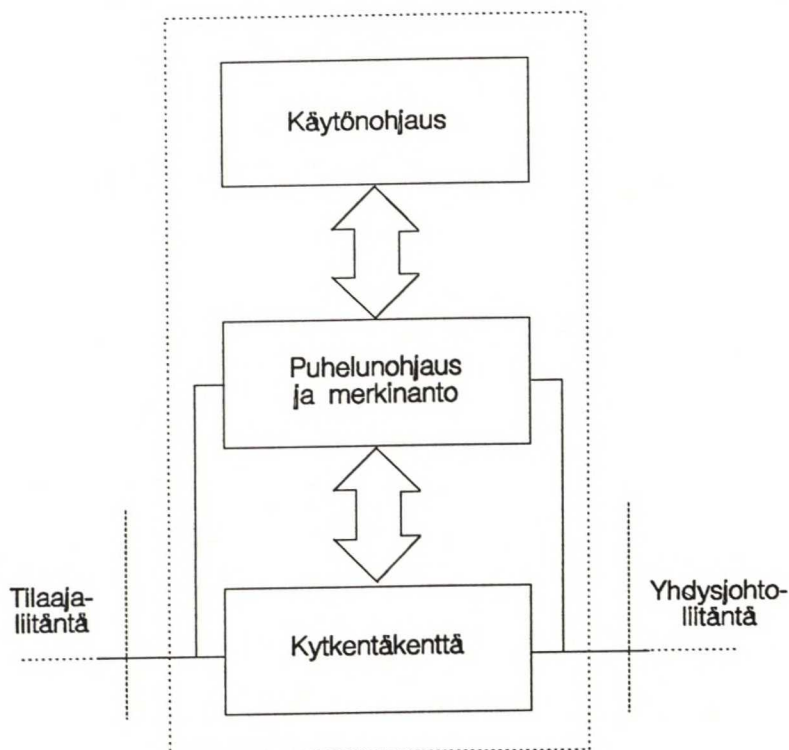 Käytönohjaus
Puhelunohjaus
ja merkinanto
Tilaaja-
liitäntä
Kytkentäkenttä
Yhdysjohto-
liitäntä